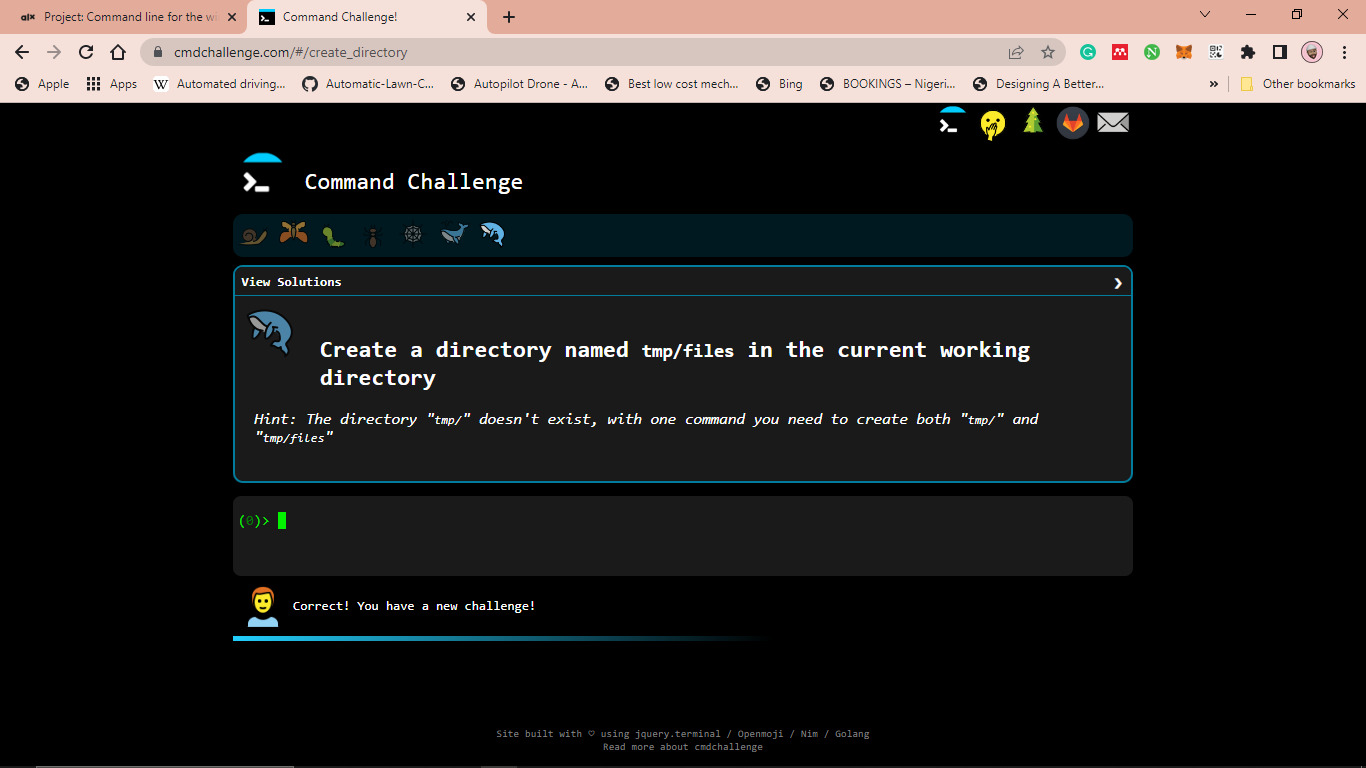 alx Project: Command line for the wi
Command Challenge!
cmdchallenge.com/#/create_directory
Apple
Apps
W Automated driving...
Automatic-Lawn-C...
Autopilot Drone - A...
Best low cost mech...
Bing
BOOKINGS – Nigeri...
Designing A Better...
»
Other bookmarks
Command Challenge
View Solutions
Create a directory named tmp/files in the current working
directory
Hint: The directory "tmp/" doesn't exist, with one command you need to create both "tmp/" and
"tmp/files"
(0)>
Correct! You have a new challenge!
Site built with ♡ using jquery.terminal / Openmoji / Nim / Golang
Read more about cmdchallenge